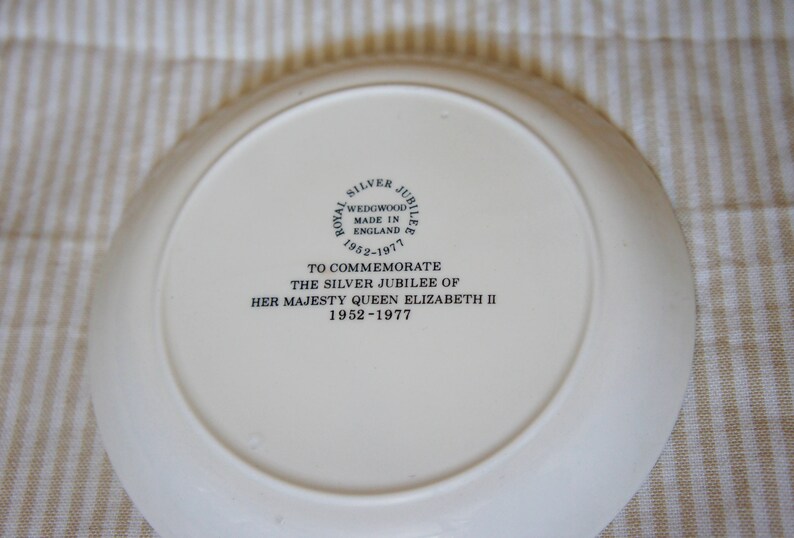 ROYAL SILVER JUBILEE
WEDGWOOD
MADE IN
ENGLAND
1952-1977
TO COMMEMORATE
THE SILVER JUBILEE OF
HER MAJESTY QUEEN ELIZABETH II
1952-1977